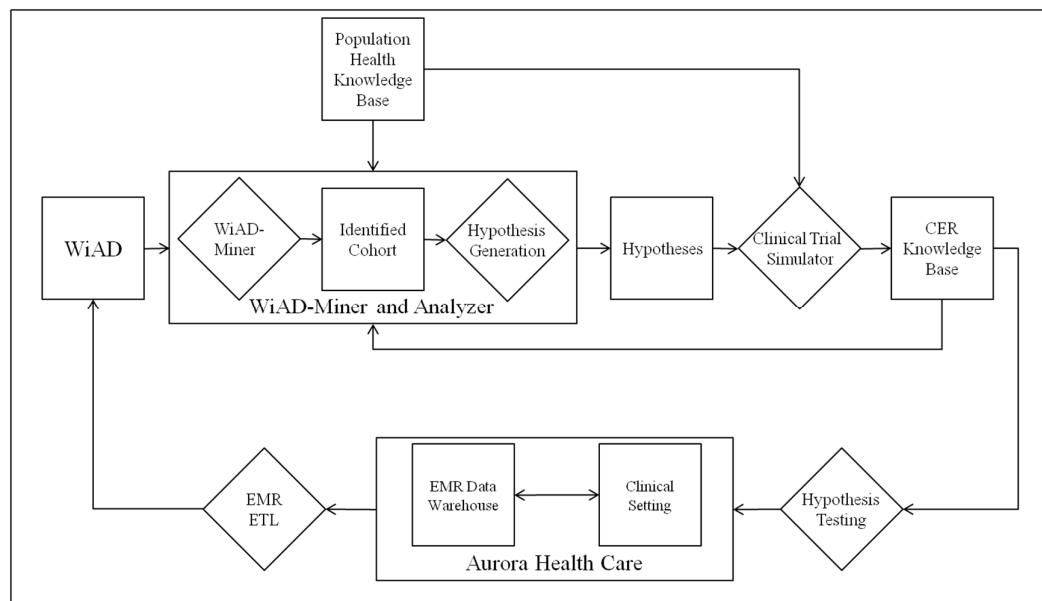 Population
Health
Knowledge
Base
WiAD
WiAD-
Miner
Identified
Cohort
Hypothesis
Generation
WiAD-Miner and Analyzer
Hypotheses
Clinical Trial
Simulator
CER
Knowledge
Base
EMR
ETL
EMR Data
Warehouse
Clinical
Setting
Aurora Health Care
Hypothesis
Testing